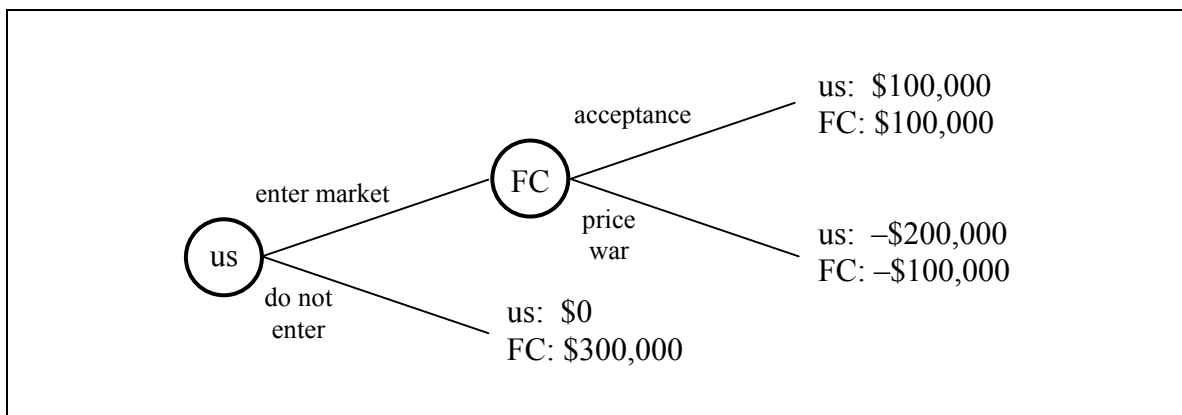 us: $100,000
FC: $100,000
acceptance
FC
enter market
price
war
us: –$200,000
FC: –$100,000
us
do not
enter
us: $0
FC: $300,000